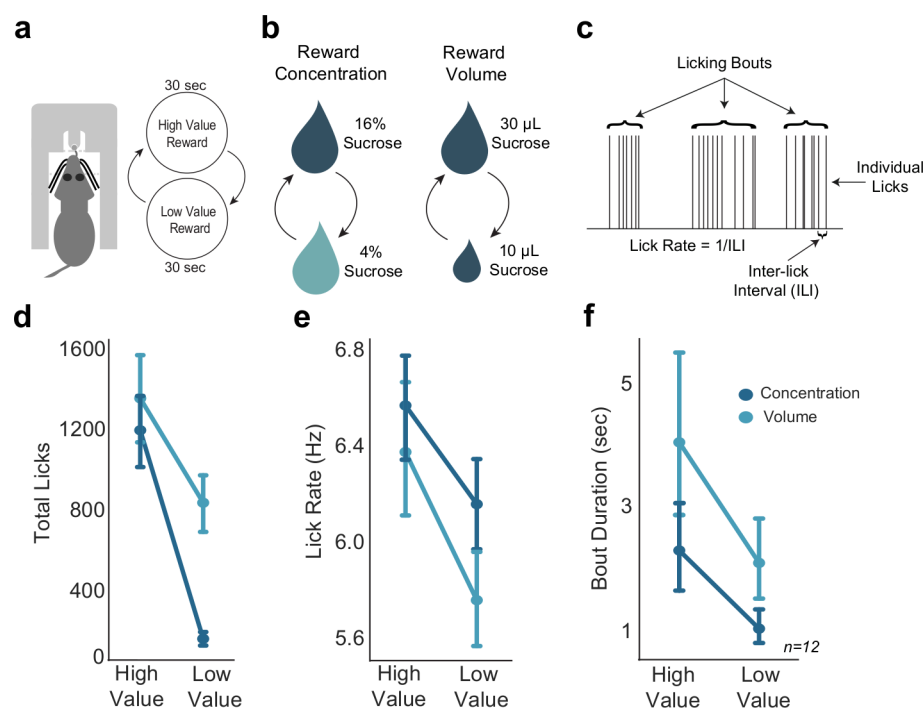 a
30 sec
High Value
Reward
Low Value
Reward
30 sec
b
Reward
Concentration
16%
Sucrose
4%
Sucrose
Reward
Volume
30 µL
Sucrose
10 µL
Sucrose
c
Licking Bouts
Individual
Licks
Lick Rate = 1/ILI
Inter-lick
Interval (ILI)
d
Total Licks
1600
1200
800
400
0
High
Value
Low
Value
e
Lick Rate (Hz)
6.8
6.4
6.0
5.6
High
Value
Low
Value
f
Bout Duration (sec)
5
3
1
Concentration
Volume
n=12
High
Value
Low
Value